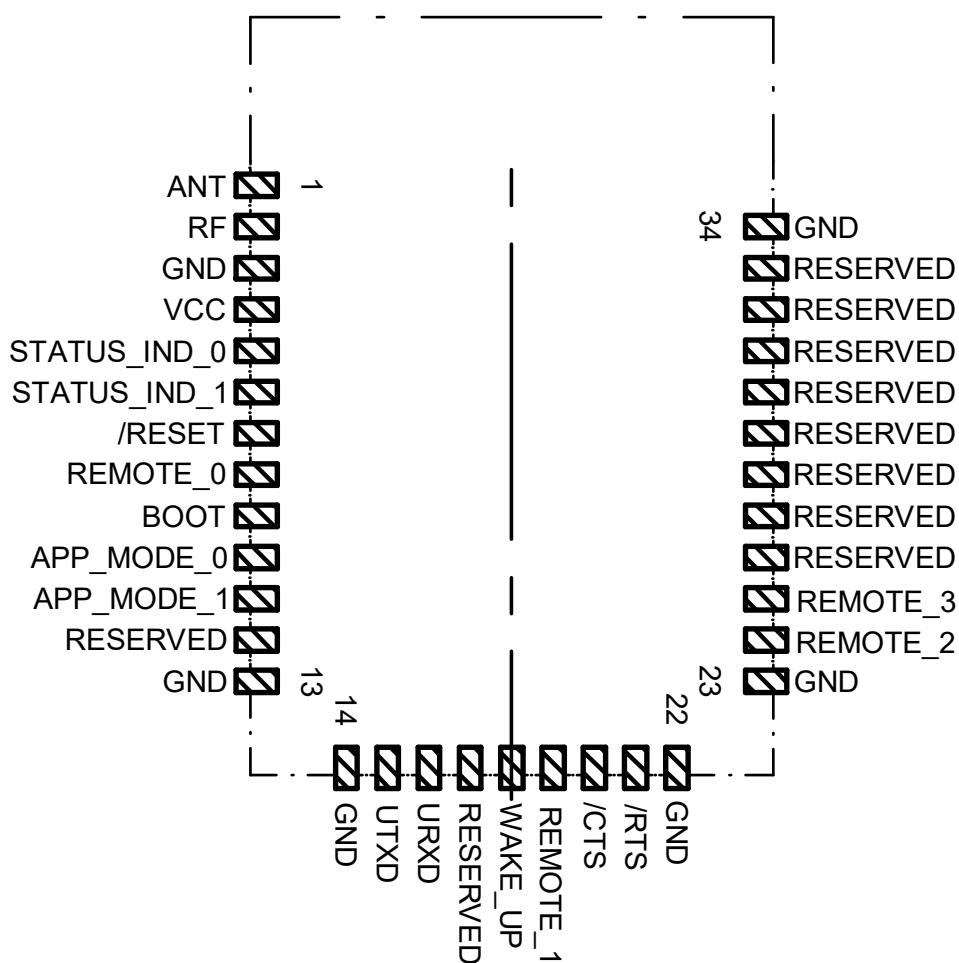 ANT
1
RF
GND
VCC
STATUS_IND_0
STATUS_IND_1
/RESET
REMOTE_0
BOOT
APP_MODE_0
APP_MODE_1
RESERVED
GND
13
14
GND
UTXD
URXD
RESERVED
WAKE_UP
REMOTE_1
/CTS
/RTS
GND
22
34
GND
RESERVED
RESERVED
RESERVED
RESERVED
RESERVED
RESERVED
RESERVED
RESERVED
REMOTE_3
REMOTE_2
23
GND